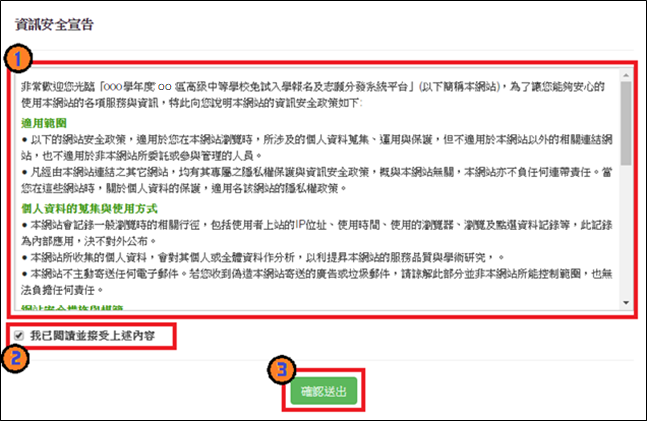 資訊安全宣告
1
非常歡迎您光臨「ooo學年度 oo 區高級中等學校免試入學報名及志願分發系統平台」(以下簡稱本網站)，為了讓您能夠安心的
使用本網站的各項服務與資訊，特此向您說明本網站的資訊安全政策如下:
適用範圍
● 以下的網站安全政策，適用於您在本網站瀏覽時，所涉及的個人資料蒐集、運用與保護，但不適用於本網站以外的相關連結網
站，也不適用於非本網站所委託或參與管理的人員。
● 凡經由本網站連結之其它網站，均有其專屬之隱私權保護與資訊安全政策，概與本網站無關，本網站亦不負任何連帶責任。當
您在這些網站時，關於個人資料的保護，適用各該網站的隱私權政策。
個人資料的蒐集與使用方式
● 本網站會記錄一般瀏覽時的相關行徑，包括使用者上站的IP位址、使用時間、使用的瀏覽器、瀏覽及點選資料記錄等，此記錄
為內部應用，決不對外公布。
● 本網站所收集的個人資料，會對其個人或全體資料作分析，以利提昇本網站的服務品質與學術研究，。
● 本網站不主動寄送任何電子郵件。若您收到偽造本網站寄送的廣告或垃圾郵件，請諒解此部分並非本網站所能控制範圍，也無
法負擔任何責任。
我已閱讀並接受上述內容
2
3
確認送出